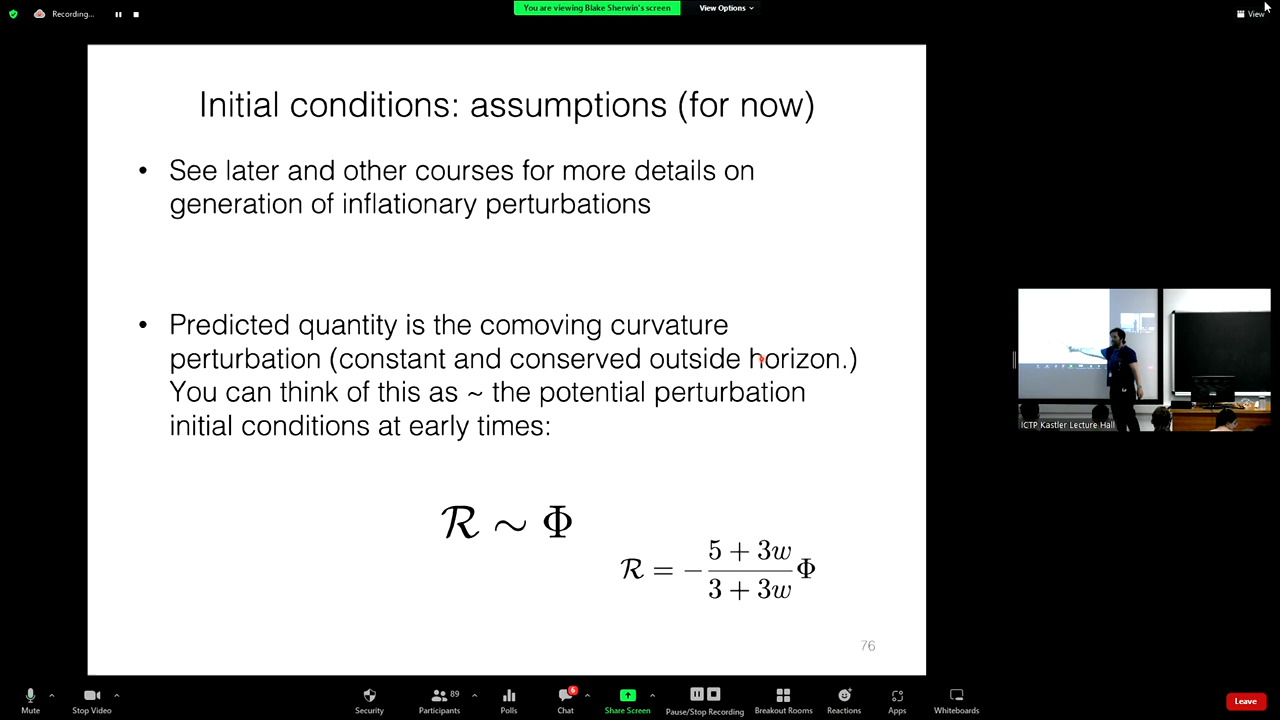 Recording...
You are viewing Blake Sherwin's screen
View Options
View
Initial conditions: assumptions (for now)
• See later and other courses for more details on
generation of inflationary perturbations
• Predicted quantity is the comoving curvature
perturbation (constant and conserved outside horizon.)
You can think of this as ~ the potential perturbation
initial conditions at early times:
ℛ ∼ Φ
ℛ = − (5 + 3w)/(3 + 3w) Φ
76
ICTP Kastler Lecture Hall
Mute
Stop Video
Security
Participants 89
Polls
Chat 6
Share Screen
Pause/Stop Recording
Breakout Rooms
Reactions
Apps
Whiteboards
Leave